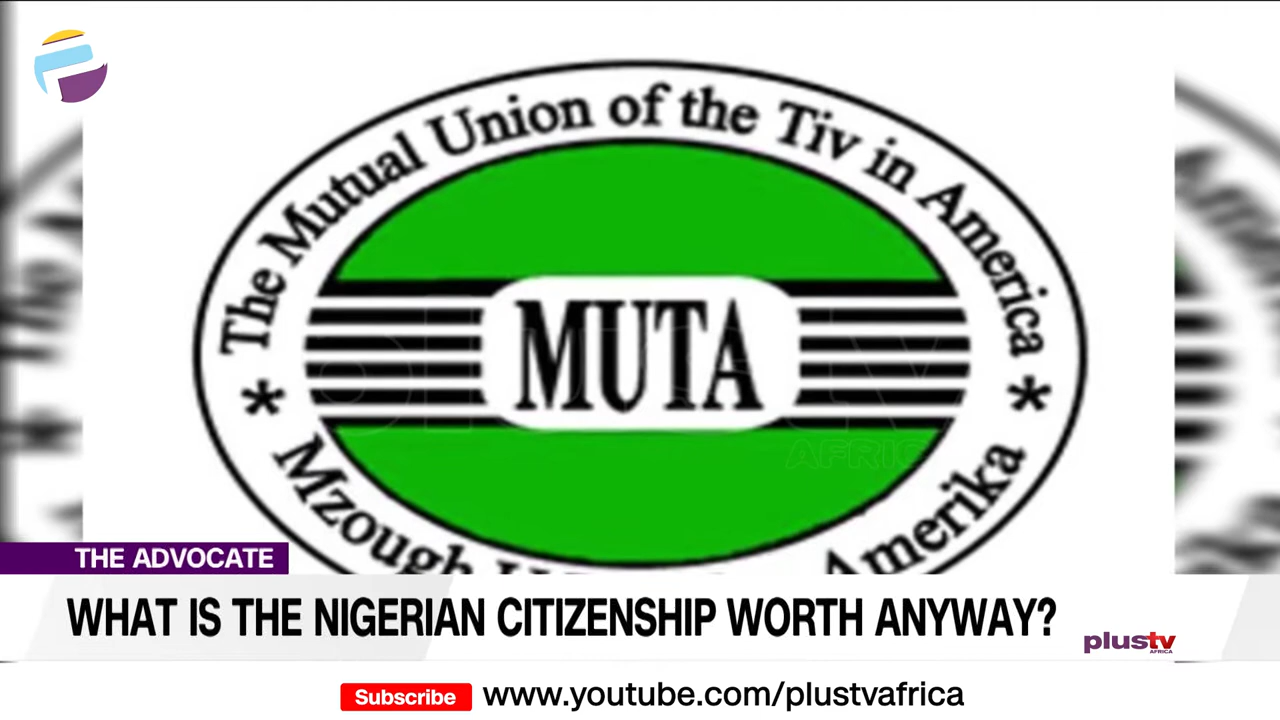 The Mutual Union of the Tiv in America
MUTA
* *
Mzough Amerika
THE ADVOCATE
WHAT IS THE NIGERIAN CITIZENSHIP WORTH ANYWAY?
plustv
AFRICA
Subscribe www.youtube.com/plustvafrica